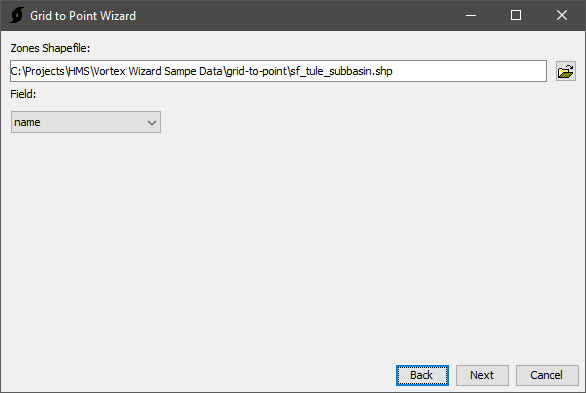 Grid to Point Wizard
Zones Shapefile:
C:\Projects\HMS\Vortex Wizard Sampe Data\grid-to-point\sf_tule_subbasin.shp
Field:
name
Back Next Cancel